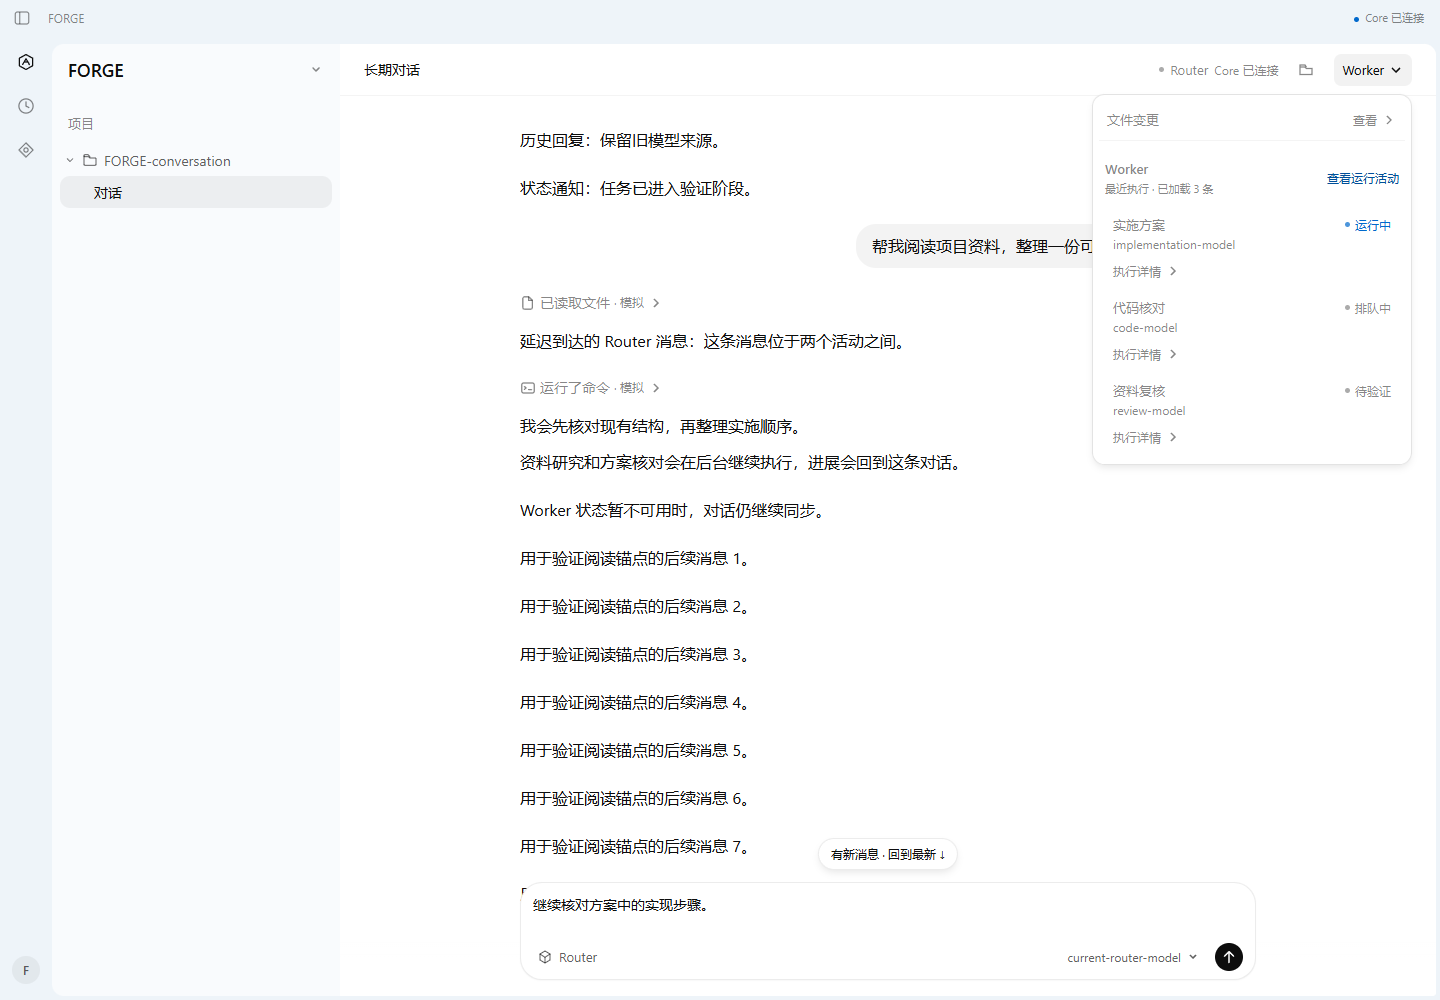 FORGE
Core 已连接
FORGE
项目
FORGE-conversation
对话
长期对话
Router Core 已连接
Worker
历史回复：保留旧模型来源。
状态通知：任务已进入验证阶段。
帮我阅读项目资料，整理一份可
已读取文件 · 模拟
延迟到达的 Router 消息：这条消息位于两个活动之间。
运行了命令 · 模拟
我会先核对现有结构，再整理实施顺序。
资料研究和方案核对会在后台继续执行，进展会回到这条对话。
Worker 状态暂不可用时，对话仍继续同步。
用于验证阅读锚点的后续消息 1。
用于验证阅读锚点的后续消息 2。
用于验证阅读锚点的后续消息 3。
用于验证阅读锚点的后续消息 4。
用于验证阅读锚点的后续消息 5。
用于验证阅读锚点的后续消息 6。
用于验证阅读锚点的后续消息 7。
有新消息 · 回到最新 ↓
继续核对方案中的实现步骤。
Router
current-router-model
文件变更
查看
Worker
最近执行 · 已加载 3 条
查看运行活动
实施方案
运行中
implementation-model
执行详情
代码核对
排队中
code-model
执行详情
资料复核
待验证
review-model
执行详情
F